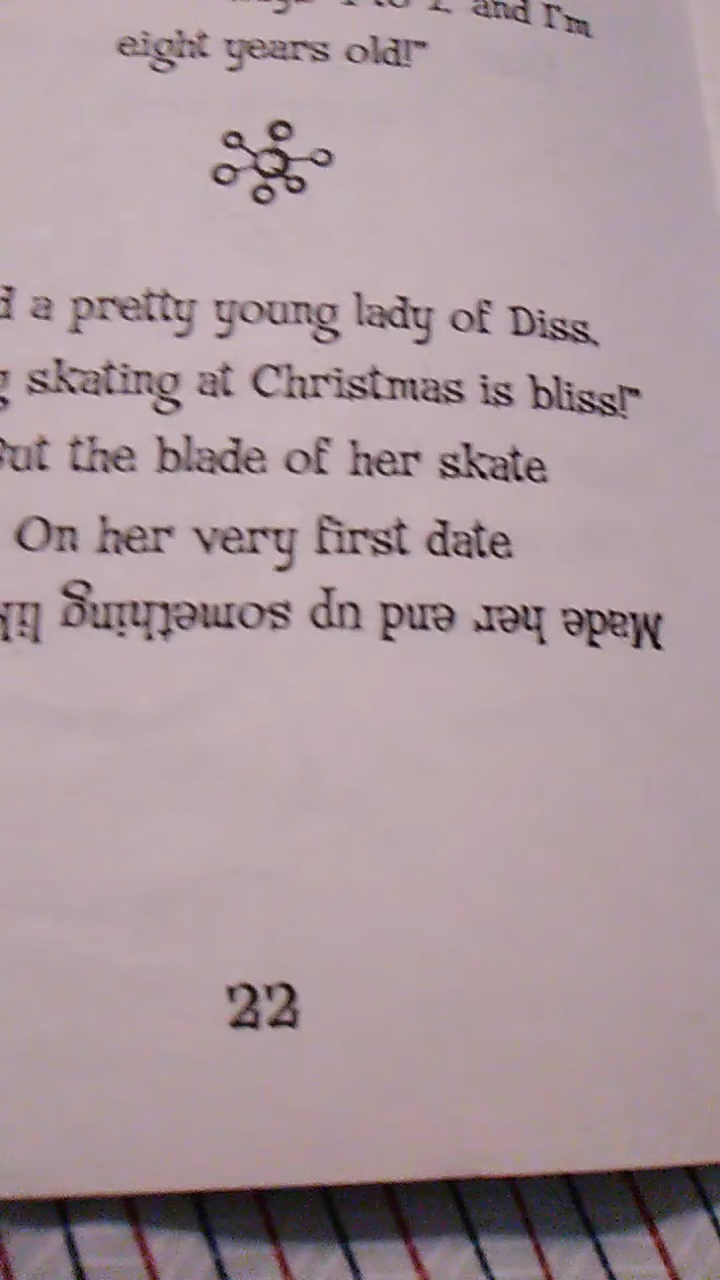 and I'm
eight years old!"
a pretty young lady of Diss,
skating at Christmas is bliss!"
the blade of her skate
On her very first date
Made her end up something
22